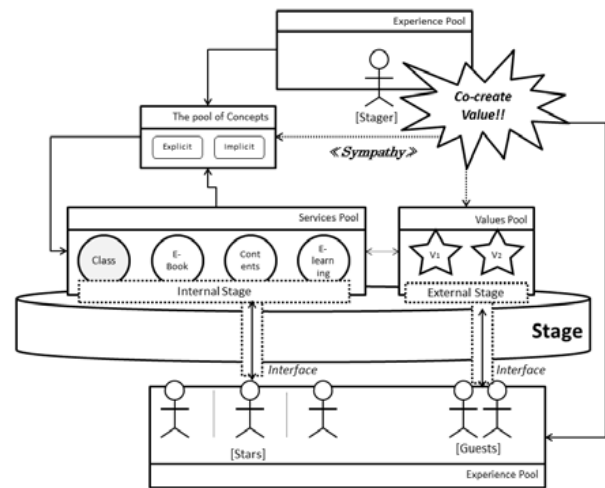 Experience Pool
[Stager]
Co-create
Value!!
The pool of Concepts
Explicit
Implicit
≪Sympathy≫
Services Pool
Values Pool
Class
E-
Book
Cont
ents
E-
learn
ing
V1
V2
Internal Stage
External Stage
Stage
Interface
Interface
[Stars]
[Guests]
Experience Pool